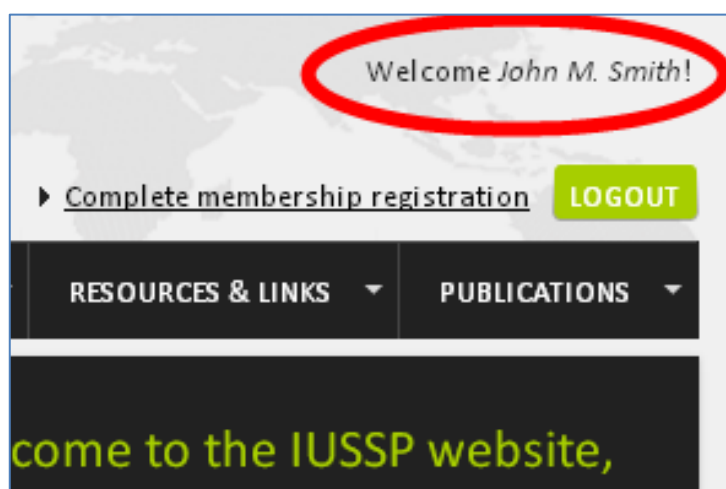 Welcome John M. Smith!
Complete membership registration LOGOUT
RESOURCES & LINKS PUBLICATIONS
come to the IUSSP website,